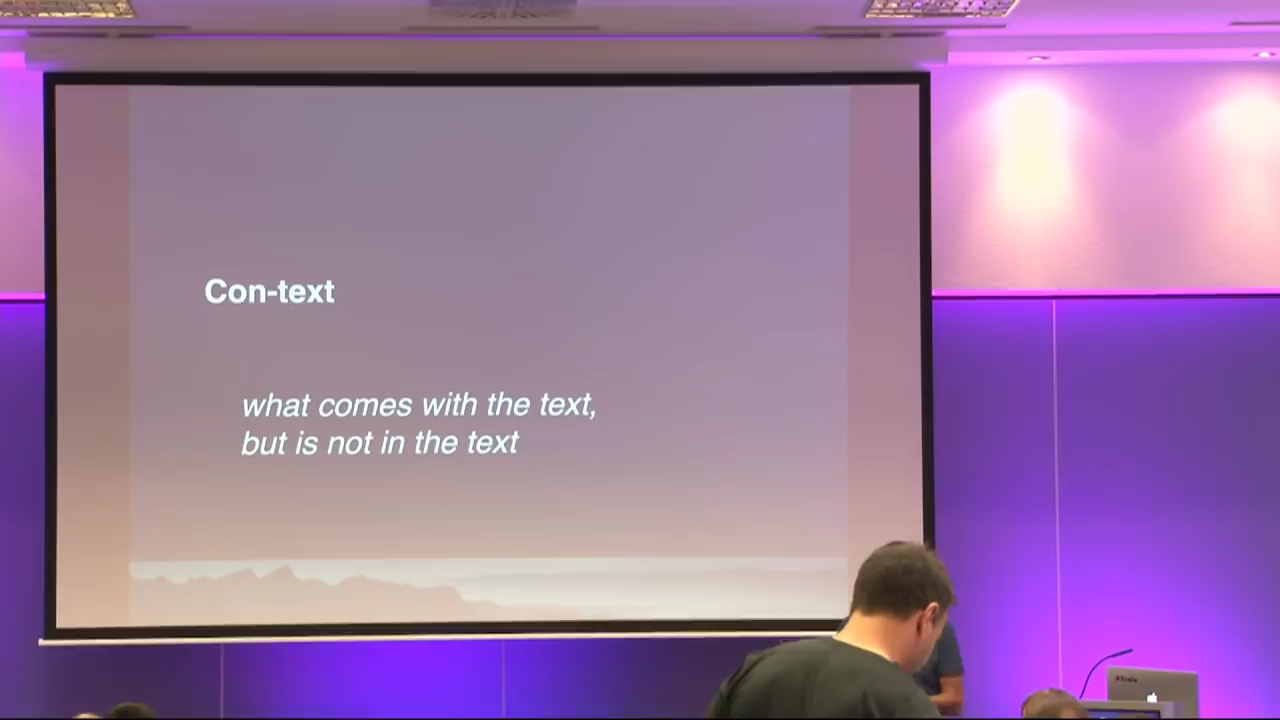 Con-text
what comes with the text,
but is not in the text